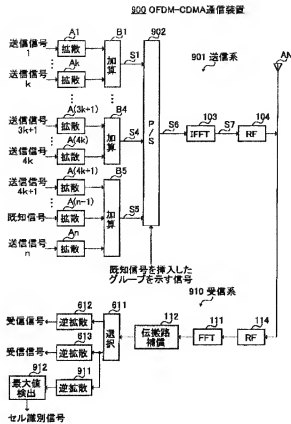 900 OFDM-CDMA通信装置
送信信号 1
A1
拡散
送信信号 k
Ak
拡散
B1
加算
S1
902
P/S
901 送信系
AN
送信信号 3k+1
A(3k+1)
拡散
送信信号 4k
A(4k)
拡散
B4
加算
S4
S6
103
IFFT
S7
104
RF
送信信号 4k+1
A(4k+1)
拡散
既知信号
A(n-1)
拡散
送信信号 n
An
拡散
B5
加算
S5
既知信号を挿入した
グループを示す信号
910 受信系
受信信号
612
逆拡散
611
選択
112
伝搬路補償
111
FFT
114
RF
受信信号
613
逆拡散
912
最大値検出
911
逆拡散
セル識別信号